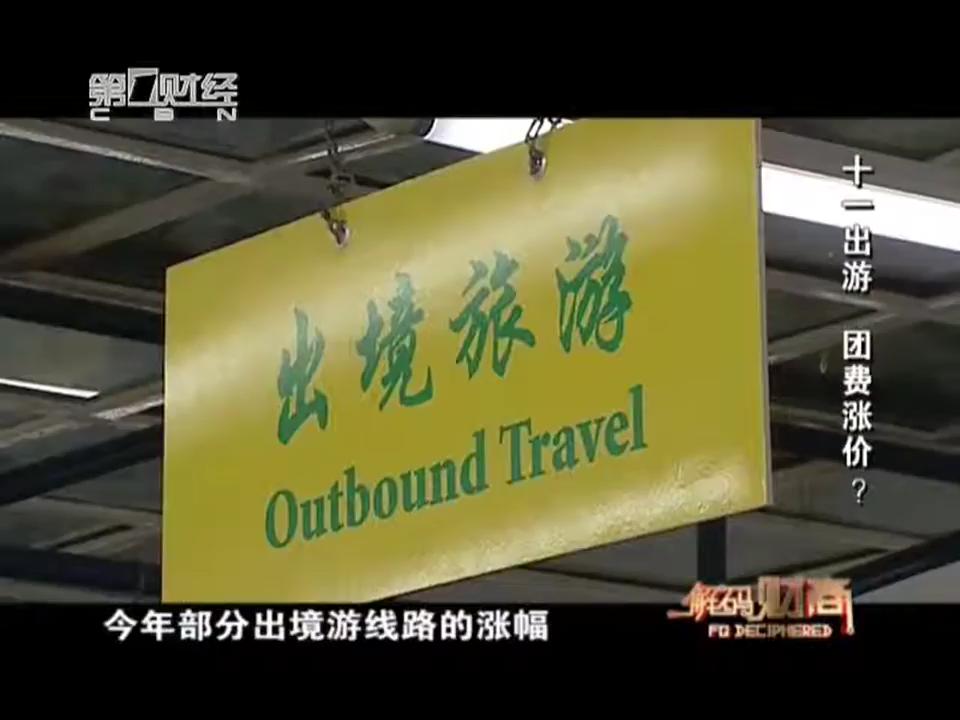 第一财经
CBN
十一出游 团费涨价?
出境旅游
Outbound Travel
今年部分出境游线路的涨幅
解码财商
FQ DECIPHERED